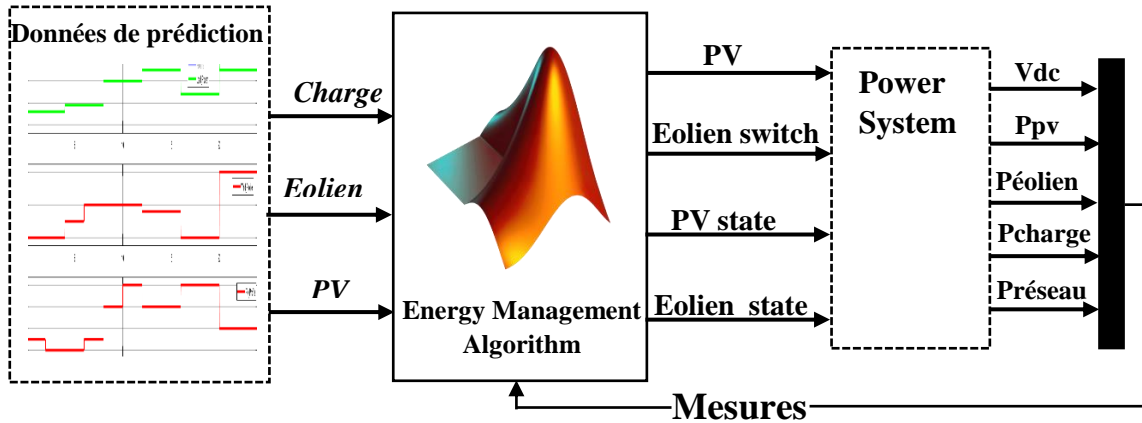 Données de prédiction
Charge
Eolien
PV
Energy Management
Algorithm
PV
Eolien switch
PV state
Eolien state
Power
System
Vdc
Ppv
Péolien
Pcharge
Préseau
Mesures